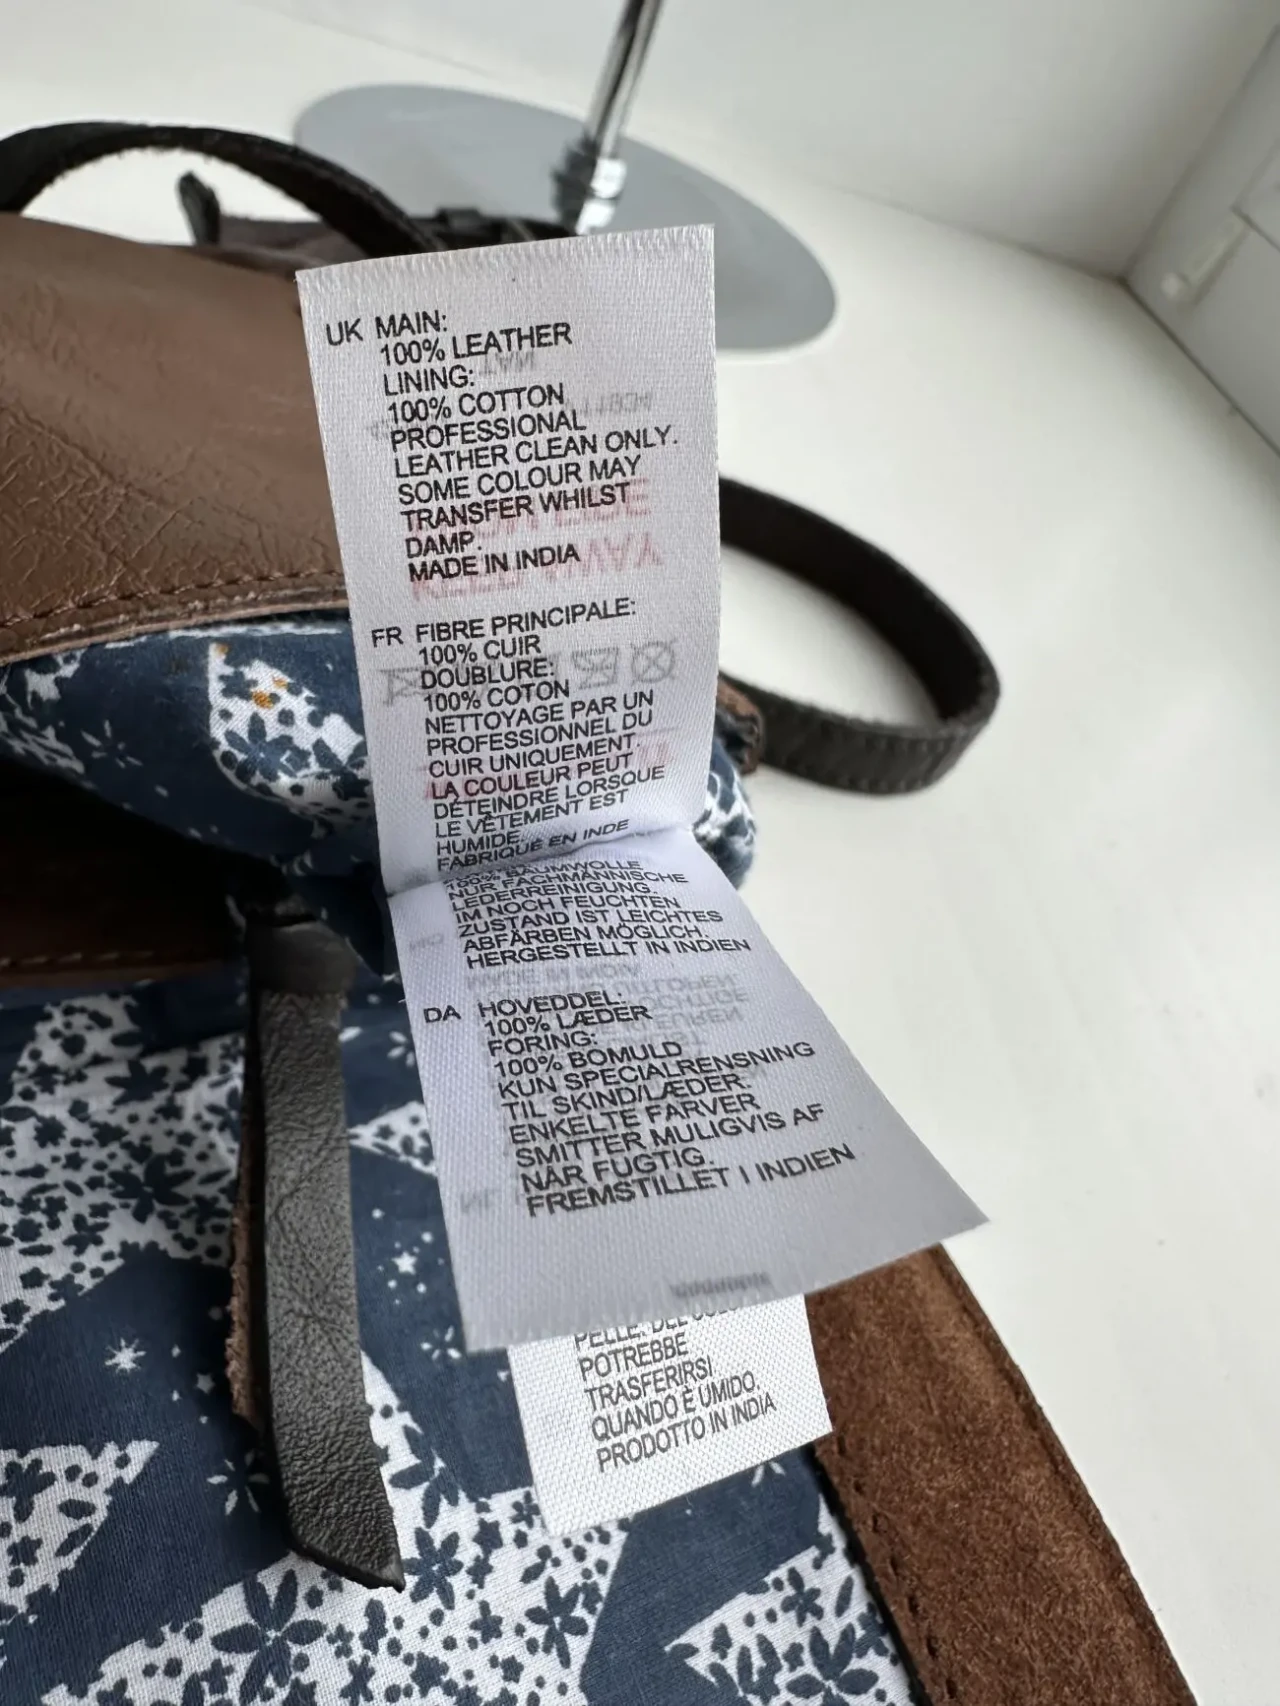 UK MAIN:
100% LEATHER
LINING:
100% COTTON
PROFESSIONAL
LEATHER CLEAN ONLY.
SOME COLOUR MAY
TRANSFER WHILST
DAMP.
MADE IN INDIA
FR FIBRE PRINCIPALE:
100% CUIR
DOUBLURE:
100% COTON
NETTOYAGE PAR UN
PROFESSIONNEL DU
CUIR UNIQUEMENT.
LA COULEUR PEUT
DÉTEINDRE LORSQUE
LE VÊTEMENT EST
HUMIDE.
FABRIQUÉ EN INDE
100% BAUMWOLLE
NUR FACHMÄNNISCHE
LEDERREINIGUNG.
IM NOCH FEUCHTEN
ZUSTAND IST LEICHTES
ABFÄRBEN MÖGLICH.
HERGESTELLT IN INDIEN
DA HOVEDDEL:
100% LÆDER
FORING:
100% BOMULD
KUN SPECIALRENSNING
TIL SKIND/LÆDER.
ENKELTE FARVER
SMITTER MULIGVIS AF
NÅR FUGTIG.
FREMSTILLET I INDIEN
PELLE. DEL
POTREBBE
TRASFERIRSI
QUANDO È UMIDO.
PRODOTTO IN INDIA